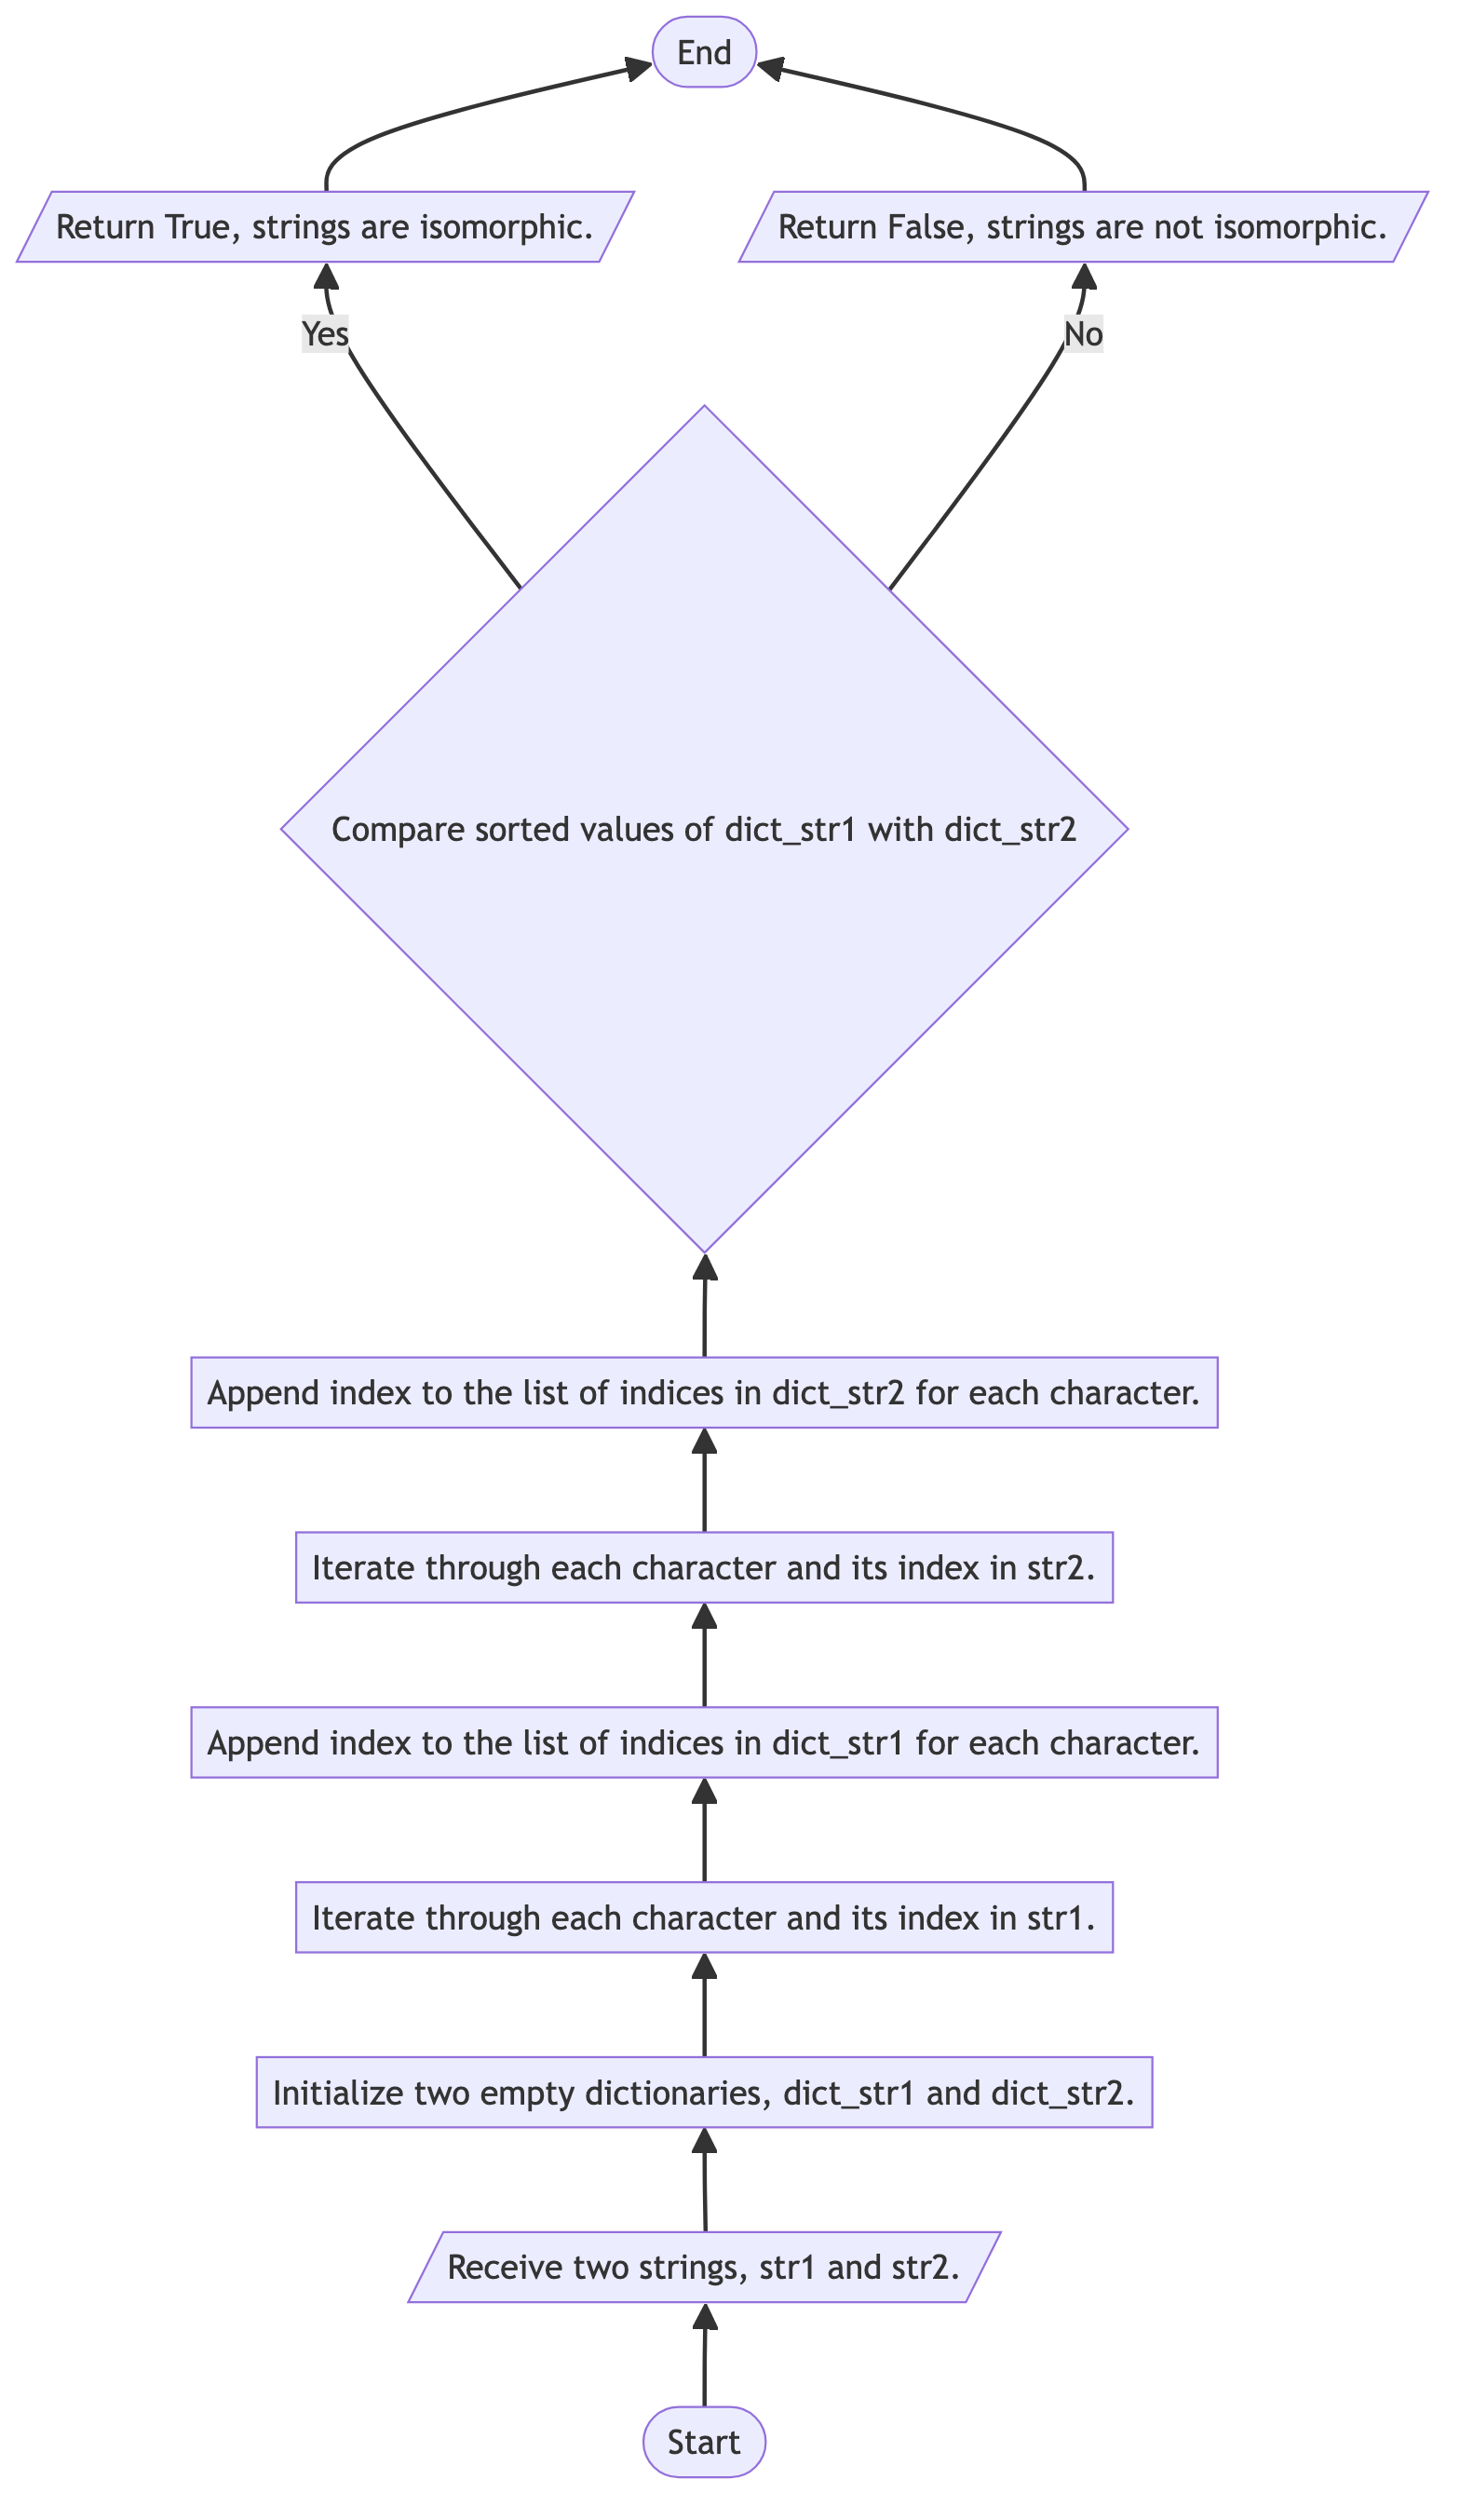 End
Return True, strings are isomorphic.
Return False, strings are not isomorphic.
Yes
No
Compare sorted values of dict_str1 with dict_str2
Append index to the list of indices in dict_str2 for each character.
Iterate through each character and its index in str2.
Append index to the list of indices in dict_str1 for each character.
Iterate through each character and its index in str1.
Initialize two empty dictionaries, dict_str1 and dict_str2.
Receive two strings, str1 and str2.
Start